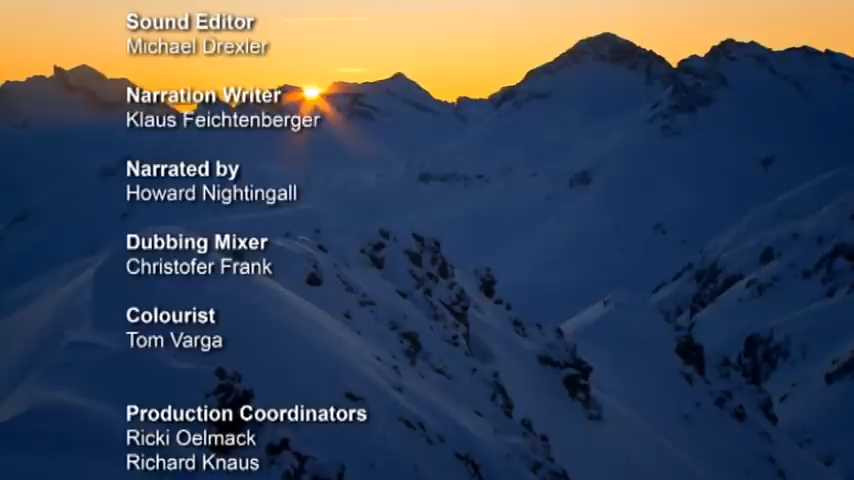 Sound Editor
Michael Drexler
Narration Writer
Klaus Feichtenberger
Narrated by
Howard Nightingall
Dubbing Mixer
Christofer Frank
Colourist
Tom Varga
Production Coordinators
Ricki Oelmack
Richard Knaus